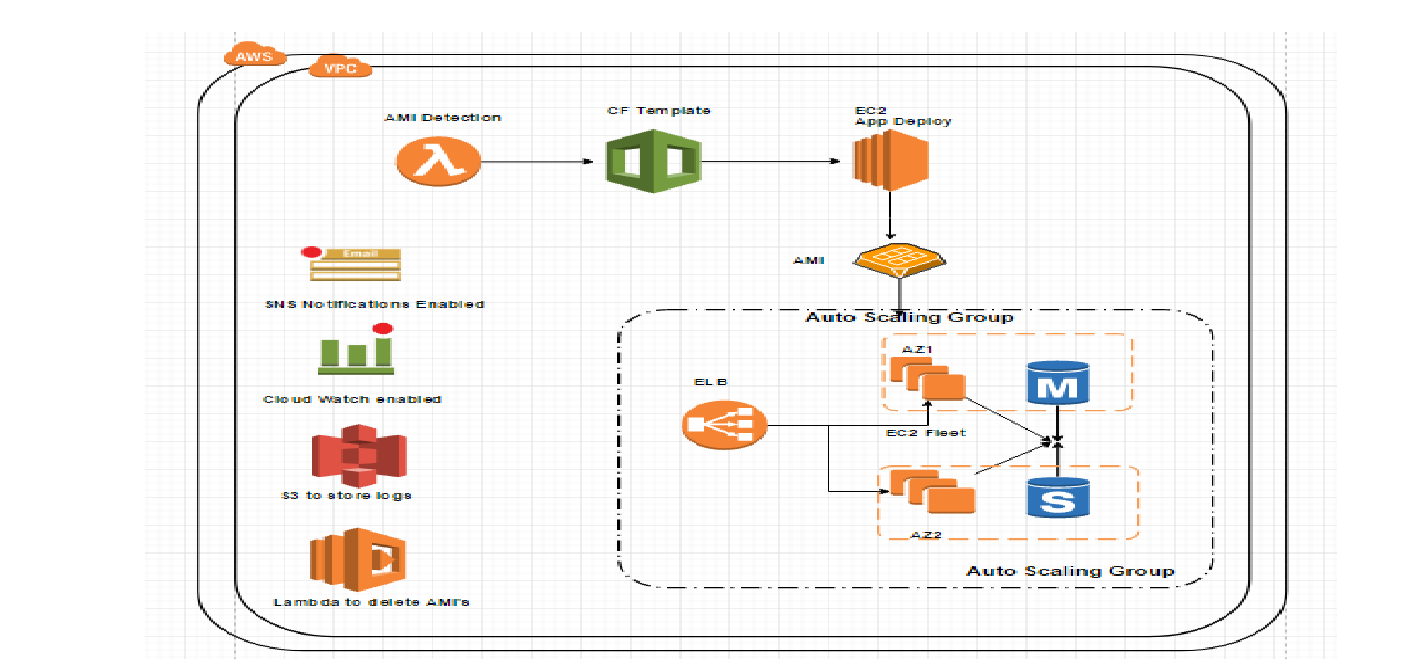 AWS
VPC
AMI Detection
CF Template
EC2
App Deploy
Email
AMI
SNS Notifications Enabled
Auto Scaling Group
AZ1
ELB
M
Cloud Watch enabled
EC2 Fleet
S3 to store logs
S
AZ2
Auto Scaling Group
Lambda to delete AMI's